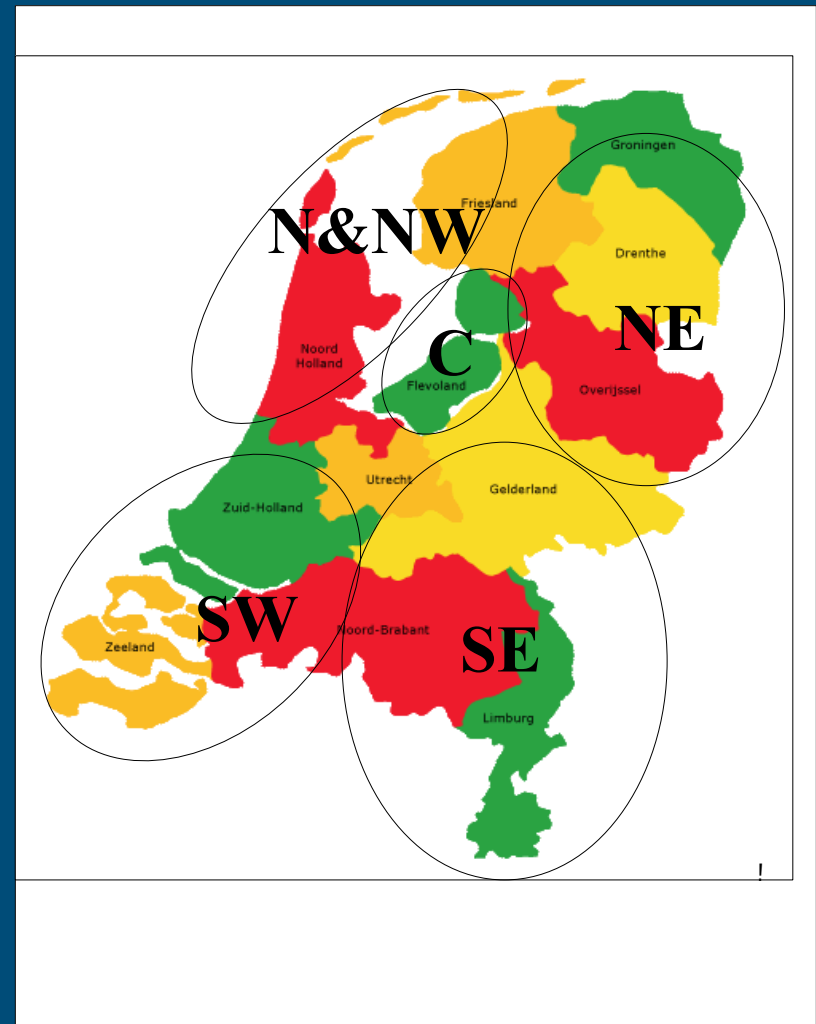 Groningen
Friesland
N&NW
Drenthe
NE
Noord
Holland
C
Flevoland
Overijssel
Utrecht
Gelderland
Zuid-Holland
SW
Noord-Brabant
SE
Zeeland
Limburg
!